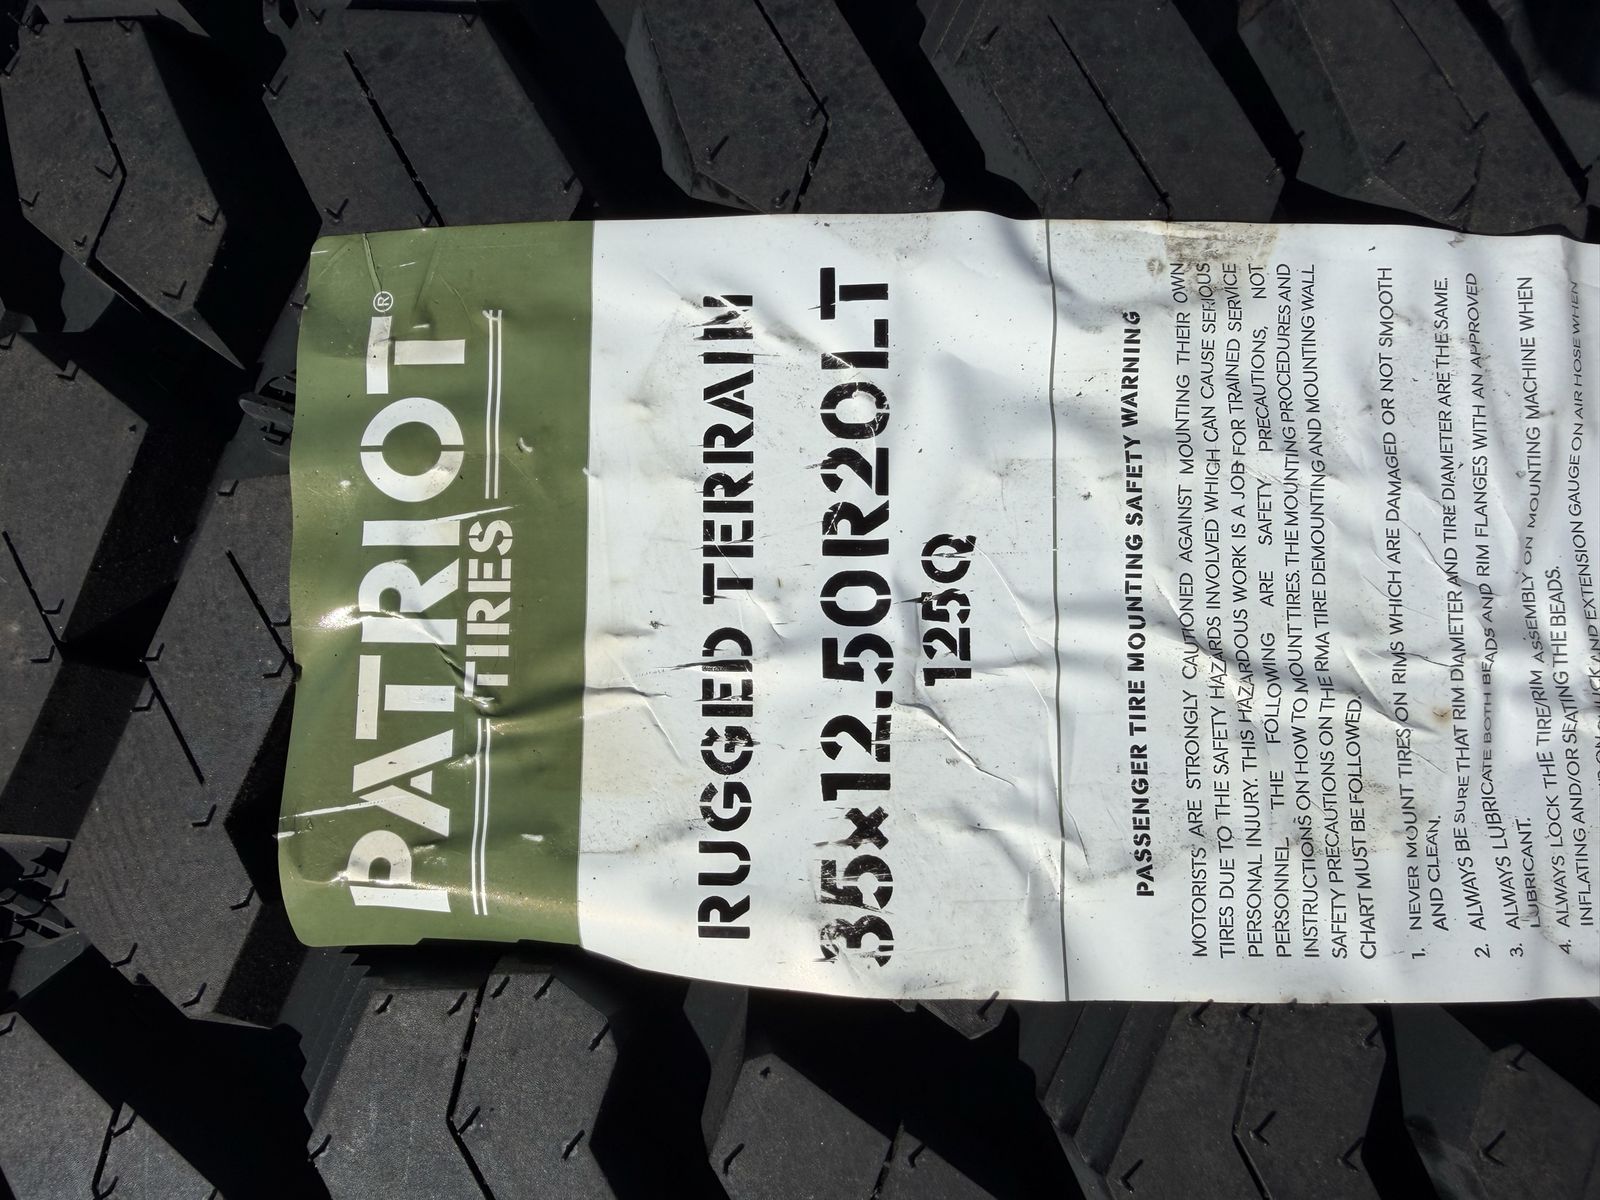 PATRIOT®
TIRES
RUGGED TERRAIN
35x12.50R20LT
125Q
PASSENGER TIRE MOUNTING SAFETY WARNING
MOTORISTS ARE STRONGLY CAUTIONED AGAINST MOUNTING THEIR OWN
TIRES DUE TO THE SAFETY HAZARDS INVOLVED WHICH CAN CAUSE SERIOUS
PERSONAL INJURY. THIS HAZARDOUS WORK IS A JOB FOR TRAINED SERVICE
PERSONNEL THE FOLLOWING ARE SAFETY PRECAUTIONS, NOT
INSTRUCTIONS ON HOW TO MOUNT TIRES. THE MOUNTING PROCEDURES AND
SAFETY PRECAUTIONS ON THE RMA TIRE DEMOUNTING AND MOUNTING WALL
CHART MUST BE FOLLOWED.
1. NEVER MOUNT TIRES ON RIMS WHICH ARE DAMAGED OR NOT SMOOTH
AND CLEAN.
2. ALWAYS BE SURE THAT RIM DIAMETER AND TIRE DIAMETER ARE THE SAME.
3. ALWAYS LUBRICATE BOTH BEADS AND RIM FLANGES WITH AN APPROVED
LUBRICANT.
4. ALWAYS LOCK THE TIRE/RIM ASSEMBLY ON MOUNTING MACHINE WHEN
INFLATING AND/OR SEATING THE BEADS.
EXTENSION GAUGE ON AIR HOSE WHEN